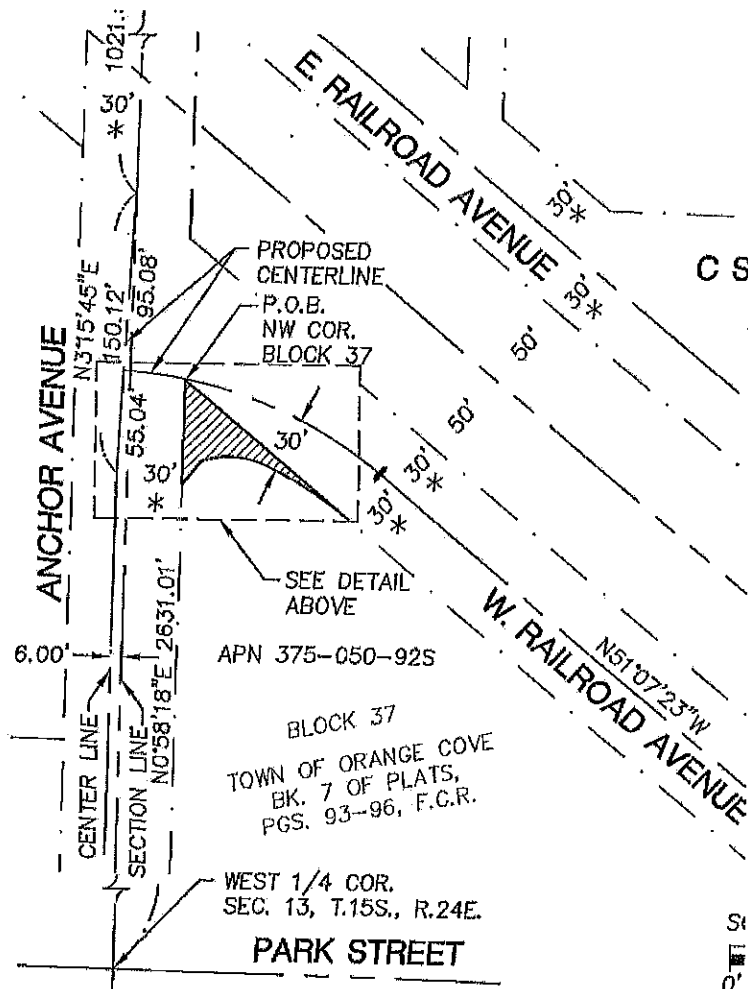 1021.
30'
*
E. RAILROAD AVENUE
30'
*
30'
*
C S
50'
50'
PROPOSED
CENTERLINE
P.O.B.
NW COR.
BLOCK 37
N3°15'45"E
150.12'
95.08'
ANCHOR AVENUE
55.04'
30'
*
30'
30'
*
30'
*
SEE DETAIL
ABOVE
W. RAILROAD AVENUE
N51°07'23"W
6.00'
APN 375-050-92S
CENTER LINE
SECTION LINE
N0°58'18"E 2631.01'
BLOCK 37
TOWN OF ORANGE COVE
BK. 7 OF PLATS,
PGS. 93-96, F.C.R.
WEST 1/4 COR.
SEC. 13, T.15S., R.24E.
PARK STREET
0'